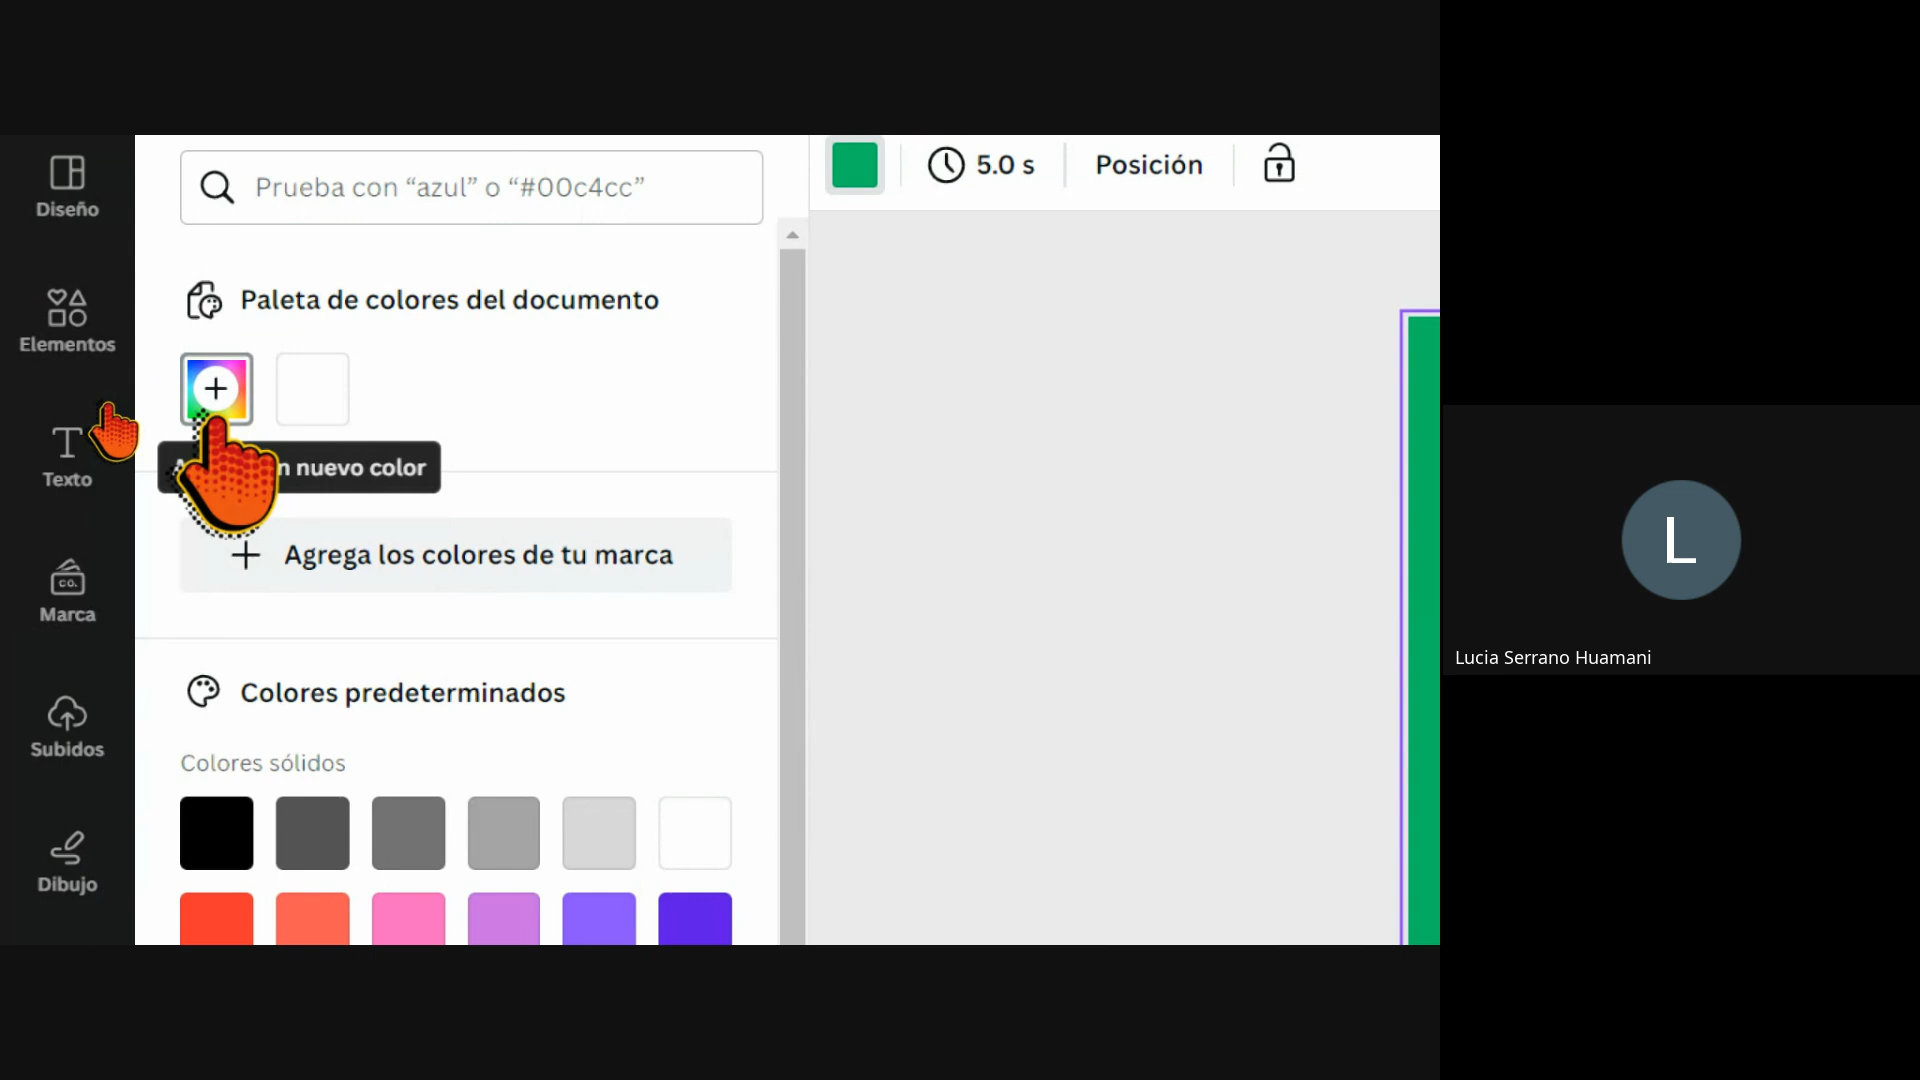 Diseño
Elementos
Texto
Marca
CO.
Subidos
Dibujo
Prueba con “azul” o “#00c4cc”
Paleta de colores del documento
nuevo color
Agrega los colores de tu marca
Colores predeterminados
Colores sólidos
5.0 s
Posición
L
Lucia Serrano Huamani